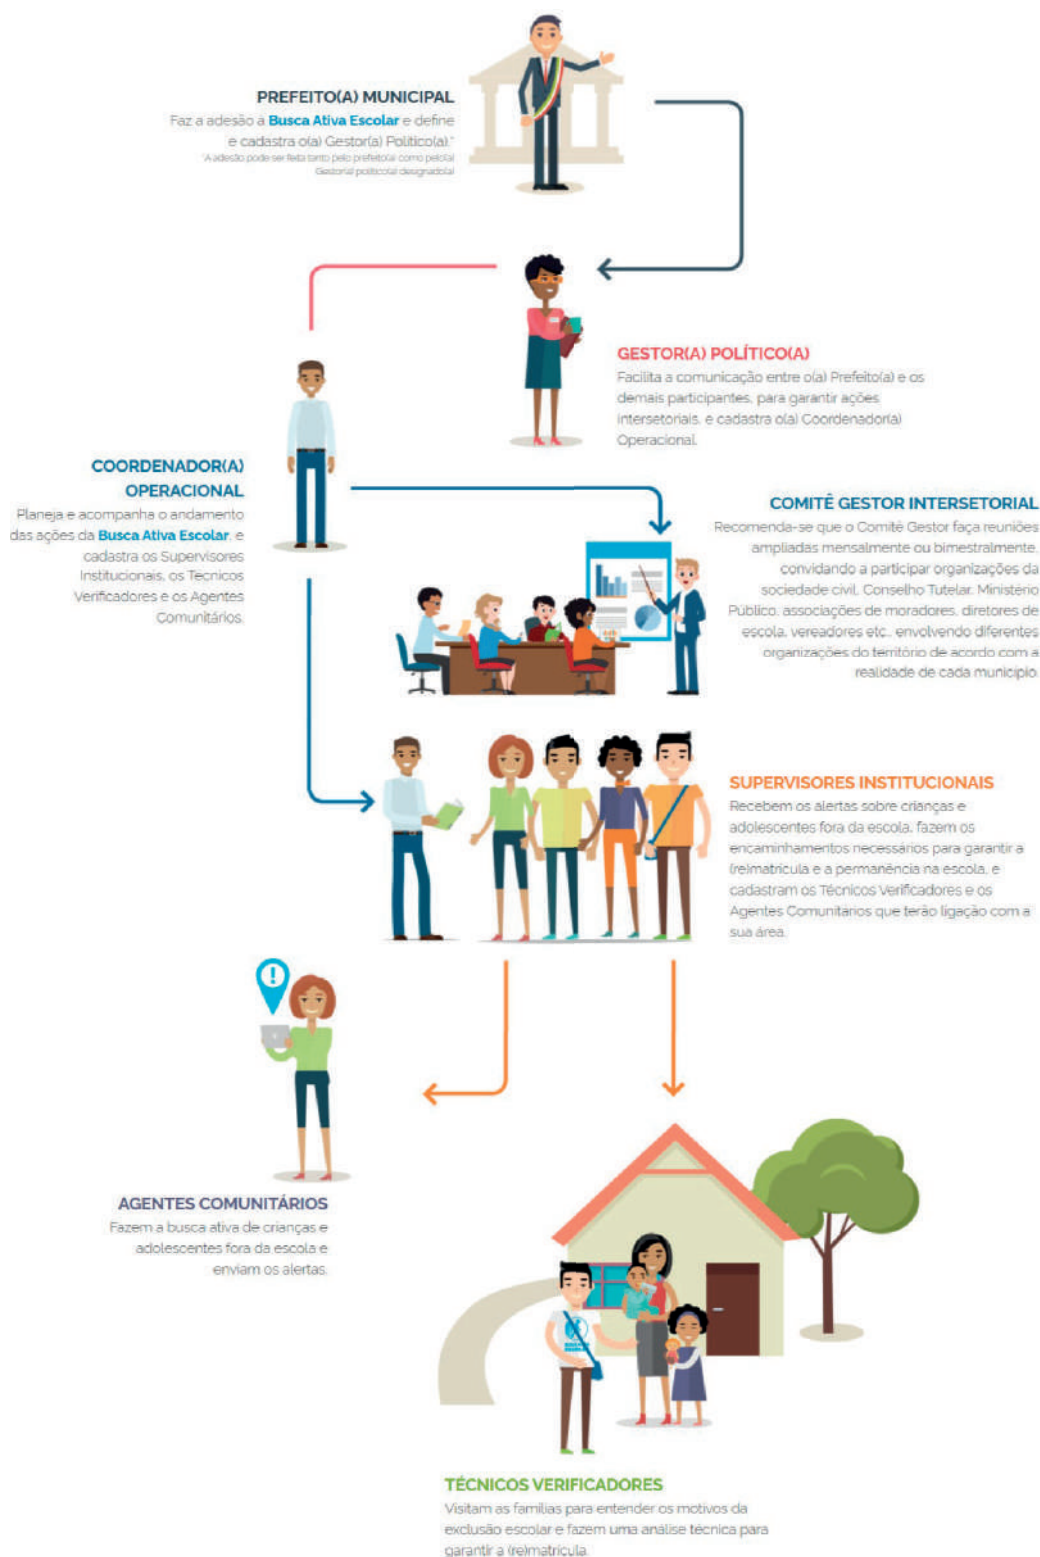 PREFEITO(A) MUNICIPAL
Faz a adesão à Busca Ativa Escolar e define
e cadastra o(a) Gestor(a) Político(a).*
*A adesão pode ser feita tanto pelo prefeito(a) como pelo(a)
Gestor(a) político(a) designado(a)
GESTOR(A) POLÍTICO(A)
Facilita a comunicação entre o(a) Prefeito(a) e os
demais participantes, para garantir ações
intersetoriais, e cadastra o(a) Coordenador(a)
Operacional.
COORDENADOR(A)
OPERACIONAL
Planeja e acompanha o andamento
das ações da Busca Ativa Escolar, e
cadastra os Supervisores
Institucionais, os Tecnicos
Verificadores e os Agentes
Comunitários.
COMITÊ GESTOR INTERSETORIAL
Recomenda-se que o Comitê Gestor faça reuniões
ampliadas mensalmente ou bimestralmente,
convidando a participar organizações da
sociedade civil, Conselho Tutelar, Ministério
Público, associações de moradores, diretores de
escola, vereadores etc., envolvendo diferentes
organizações do território de acordo com a
realidade de cada município.
SUPERVISORES INSTITUCIONAIS
Recebem os alertas sobre crianças e
adolescentes fora da escola, fazem os
encaminhamentos necessários para garantir a
(re)matrícula e a permanência na escola, e
cadastram os Técnicos Verificadores e os
Agentes Comunitários que terão ligação com a
sua área.
AGENTES COMUNITÁRIOS
Fazem a busca ativa de crianças e
adolescentes fora da escola e
enviam os alertas.
TÉCNICOS VERIFICADORES
Visitam as famílias para entender os motivos da
exclusão escolar e fazem uma análise técnica para
garantir a (re)matrícula.